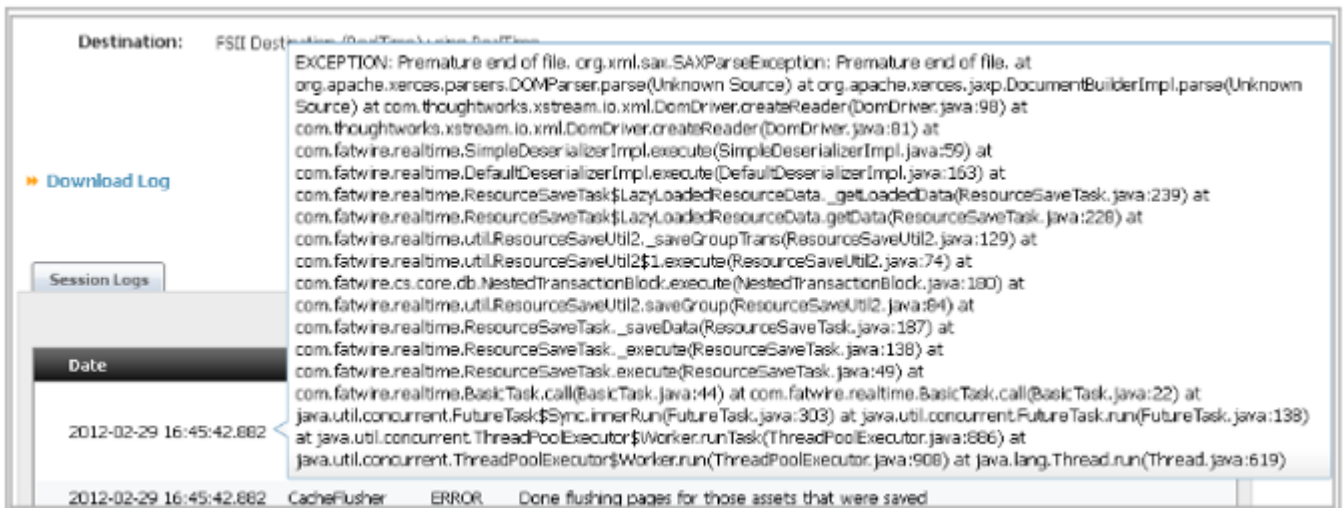 Destination: FSII Destination (RealTime) using RealTime
EXCEPTION: Premature end of file. org.xml.sax.SAXParseException: Premature end of file. at
org.apache.xerces.parsers.DOMParser.parse(Unknown Source) at org.apache.xerces.jaxp.DocumentBuilderImpl.parse(Unknown
Source) at com.thoughtworks.xstream.io.xml.DomDriver.createReader(DomDriver.java:98) at
com.thoughtworks.xstream.io.xml.DomDriver.createReader(DomDriver.java:81) at
com.fatwire.realtime.SimpleDeserializerImpl.execute(SimpleDeserializerImpl.java:59) at
com.fatwire.realtime.DefaultDeserializerImpl.execute(DefaultDeserializerImpl.java:163) at
com.fatwire.realtime.ResourceSaveTask$LazyLoadedResourceData._getLoadedData(ResourceSaveTask.java:239) at
com.fatwire.realtime.ResourceSaveTask$LazyLoadedResourceData.getData(ResourceSaveTask.java:228) at
com.fatwire.realtime.util.ResourceSaveUtil2._saveGroupTrans(ResourceSaveUtil2.java:129) at
com.fatwire.realtime.util.ResourceSaveUtil2$1.execute(ResourceSaveUtil2.java:74) at
com.fatwire.cs.core.db.NestedTransactionBlock.execute(NestedTransactionBlock.java:180) at
com.fatwire.realtime.util.ResourceSaveUtil2.saveGroup(ResourceSaveUtil2.java:84) at
com.fatwire.realtime.ResourceSaveTask._saveData(ResourceSaveTask.java:187) at
com.fatwire.realtime.ResourceSaveTask._execute(ResourceSaveTask.java:138) at
com.fatwire.realtime.ResourceSaveTask.execute(ResourceSaveTask.java:49) at
com.fatwire.realtime.BasicTask.call(BasicTask.java:44) at com.fatwire.realtime.BasicTask.call(BasicTask.java:22) at
java.util.concurrent.FutureTask$Sync.innerRun(FutureTask.java:303) at java.util.concurrent.FutureTask.run(FutureTask.java:138)
at java.util.concurrent.ThreadPoolExecutor$Worker.runTask(ThreadPoolExecutor.java:886) at
java.util.concurrent.ThreadPoolExecutor$Worker.run(ThreadPoolExecutor.java:908) at java.lang.Thread.run(Thread.java:619)
Download Log
Session Logs
Date
2012-02-29 16:45:42.882
2012-02-29 16:45:42.882 CacheFlusher ERROR Done flushing pages for those assets that were saved